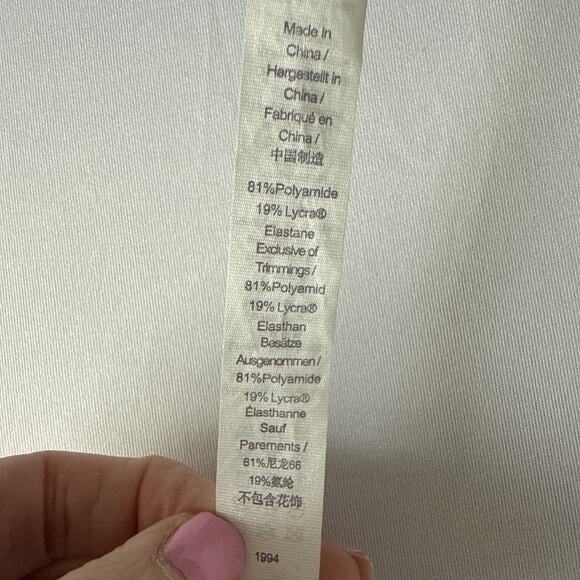 Made in
China /
Hergestellt in
China /
Fabriqué en
China /
中国制造
81%Polyamide
19% Lycra®
Elastane
Exclusive of
Trimmings /
81%Polyamid
19% Lycra®
Elasthan
Besätze
Ausgenommen /
81%Polyamide
19% Lycra®
Élasthanne
Sauf
Parements /
81%尼龙66
19%氨纶
不包含花饰
1994